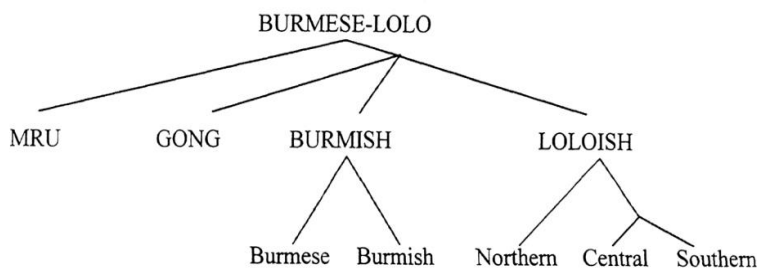 BURMESE-LOLO
MRU GONG BURMISH LOLOISH
Burmese Burmish Northern Central Southern